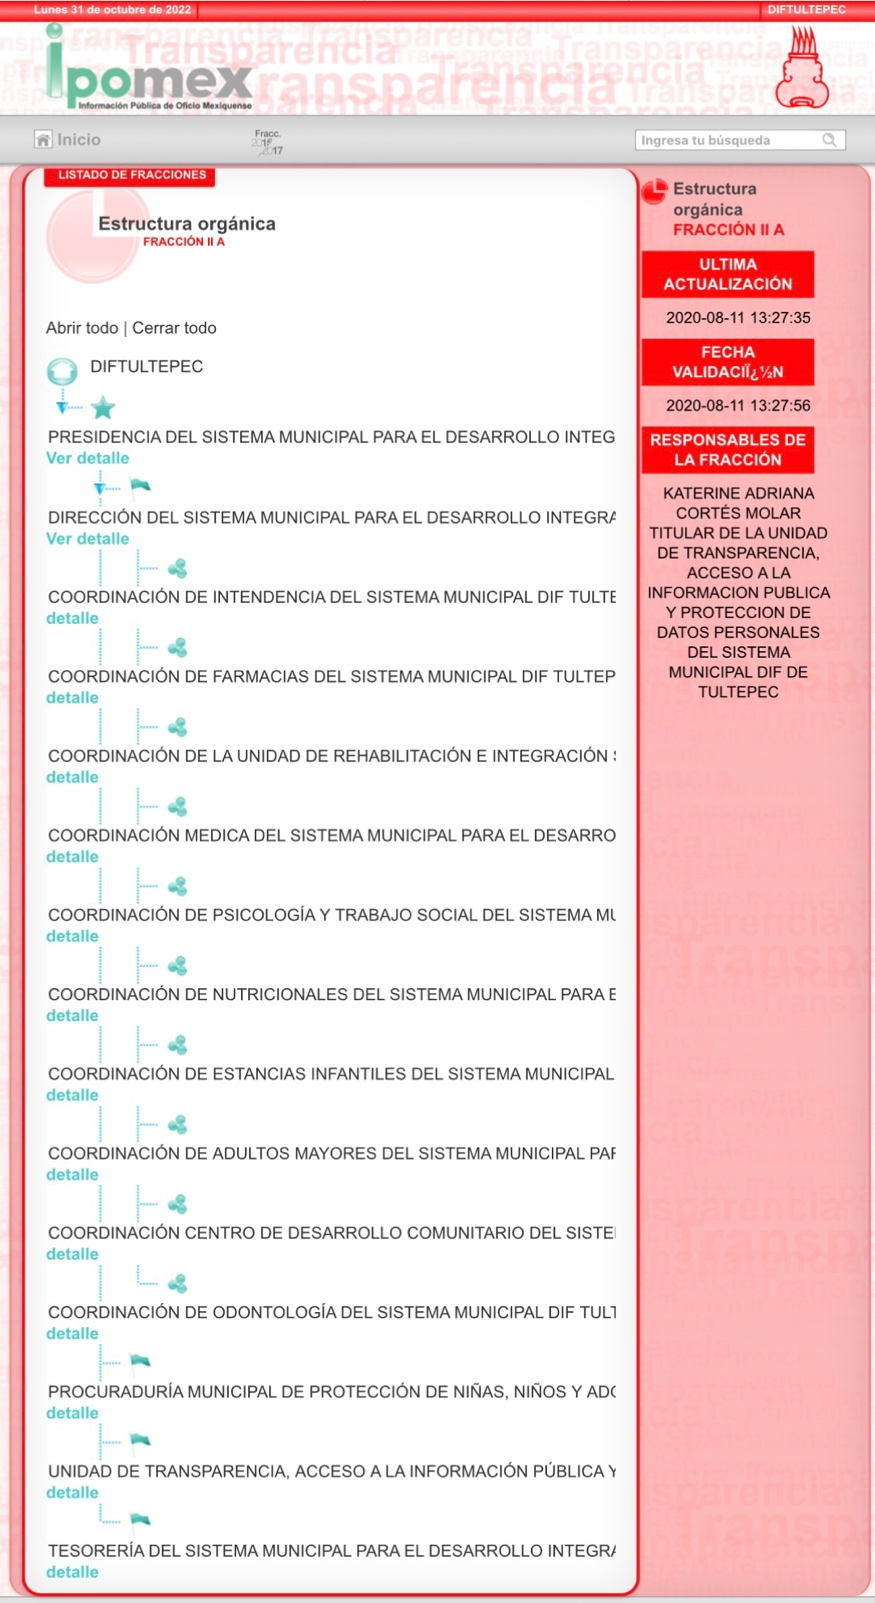 Lunes 31 de octubre de 2022
DIFTULTEPEC
ipomex
Información Pública de Oficio Mexiquense
Inicio
Fracc.
2017
Ingresa tu búsqueda
LISTADO DE FRACCIONES
Estructura orgánica
FRACCIÓN II A
Abrir todo | Cerrar todo
DIFTULTEPEC
PRESIDENCIA DEL SISTEMA MUNICIPAL PARA EL DESARROLLO INTEG
Ver detalle
DIRECCIÓN DEL SISTEMA MUNICIPAL PARA EL DESARROLLO INTEGRA
Ver detalle
COORDINACIÓN DE INTENDENCIA DEL SISTEMA MUNICIPAL DIF TULTE
detalle
COORDINACIÓN DE FARMACIAS DEL SISTEMA MUNICIPAL DIF TULTEP
detalle
COORDINACIÓN DE LA UNIDAD DE REHABILITACIÓN E INTEGRACIÓN
detalle
COORDINACIÓN MEDICA DEL SISTEMA MUNICIPAL PARA EL DESARRO
detalle
COORDINACIÓN DE PSICOLOGÍA Y TRABAJO SOCIAL DEL SISTEMA MU
detalle
COORDINACIÓN DE NUTRICIONALES DEL SISTEMA MUNICIPAL PARA E
detalle
COORDINACIÓN DE ESTANCIAS INFANTILES DEL SISTEMA MUNICIPAL
detalle
COORDINACIÓN DE ADULTOS MAYORES DEL SISTEMA MUNICIPAL PAR
detalle
COORDINACIÓN CENTRO DE DESARROLLO COMUNITARIO DEL SISTE
detalle
COORDINACIÓN DE ODONTOLOGÍA DEL SISTEMA MUNICIPAL DIF TULT
detalle
PROCURADURÍA MUNICIPAL DE PROTECCIÓN DE NIÑAS, NIÑOS Y ADO
detalle
UNIDAD DE TRANSPARENCIA, ACCESO A LA INFORMACIÓN PÚBLICA Y
detalle
TESORERÍA DEL SISTEMA MUNICIPAL PARA EL DESARROLLO INTEGRA
detalle
Estructura
orgánica
FRACCIÓN II A
ULTIMA
ACTUALIZACIÓN
2020-08-11 13:27:35
FECHA
VALIDACIÏ¿½N
2020-08-11 13:27:56
RESPONSABLES DE
LA FRACCIÓN
KATERINE ADRIANA
CORTÉS MOLAR
TITULAR DE LA UNIDAD
DE TRANSPARENCIA,
ACCESO A LA
INFORMACION PUBLICA
Y PROTECCION DE
DATOS PERSONALES
DEL SISTEMA
MUNICIPAL DIF DE
TULTEPEC